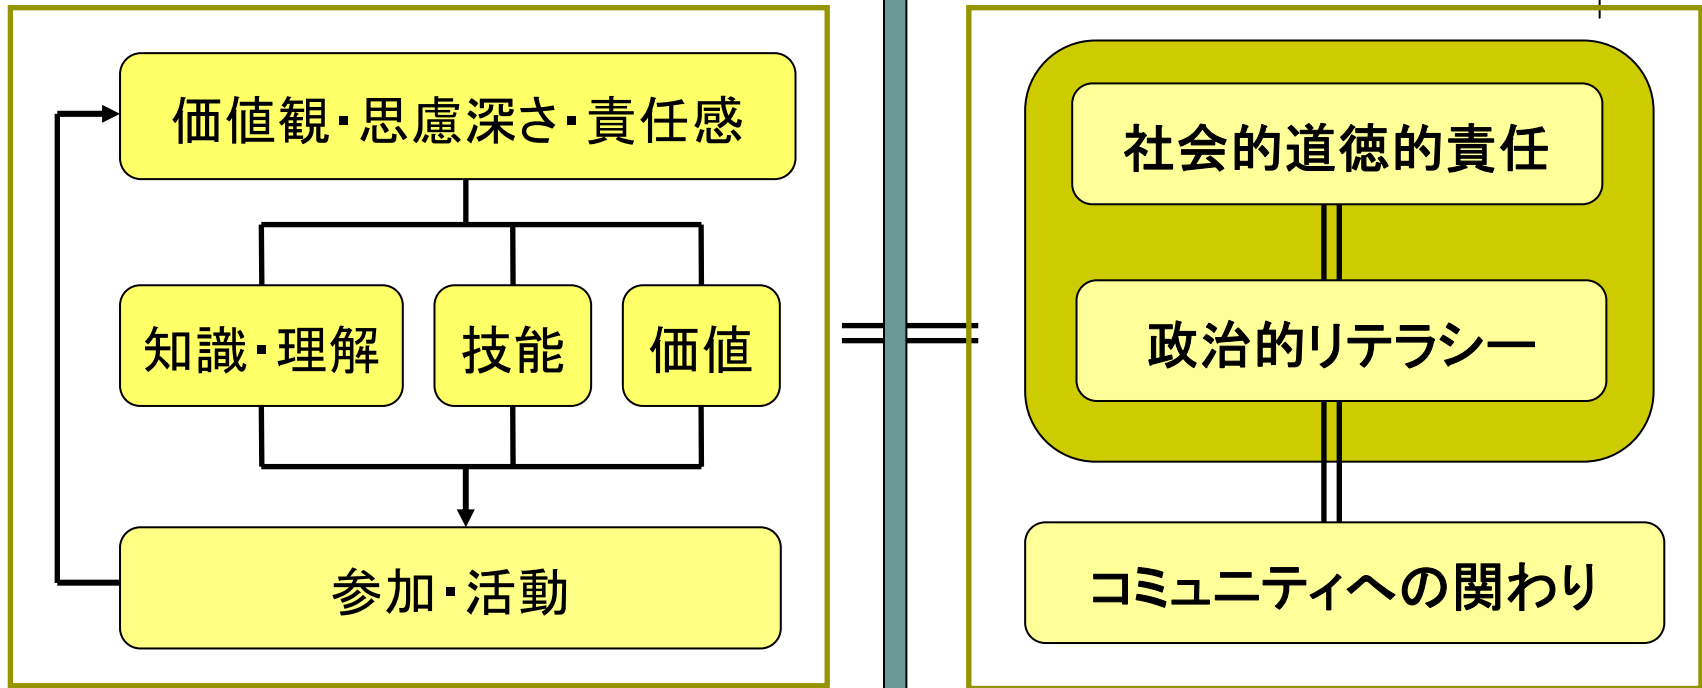 価値観・思慮深さ・責任感
知識・理解
技能
価値
参加・活動
社会的道徳的責任
政治的リテラシー
コミュニティへの関わり